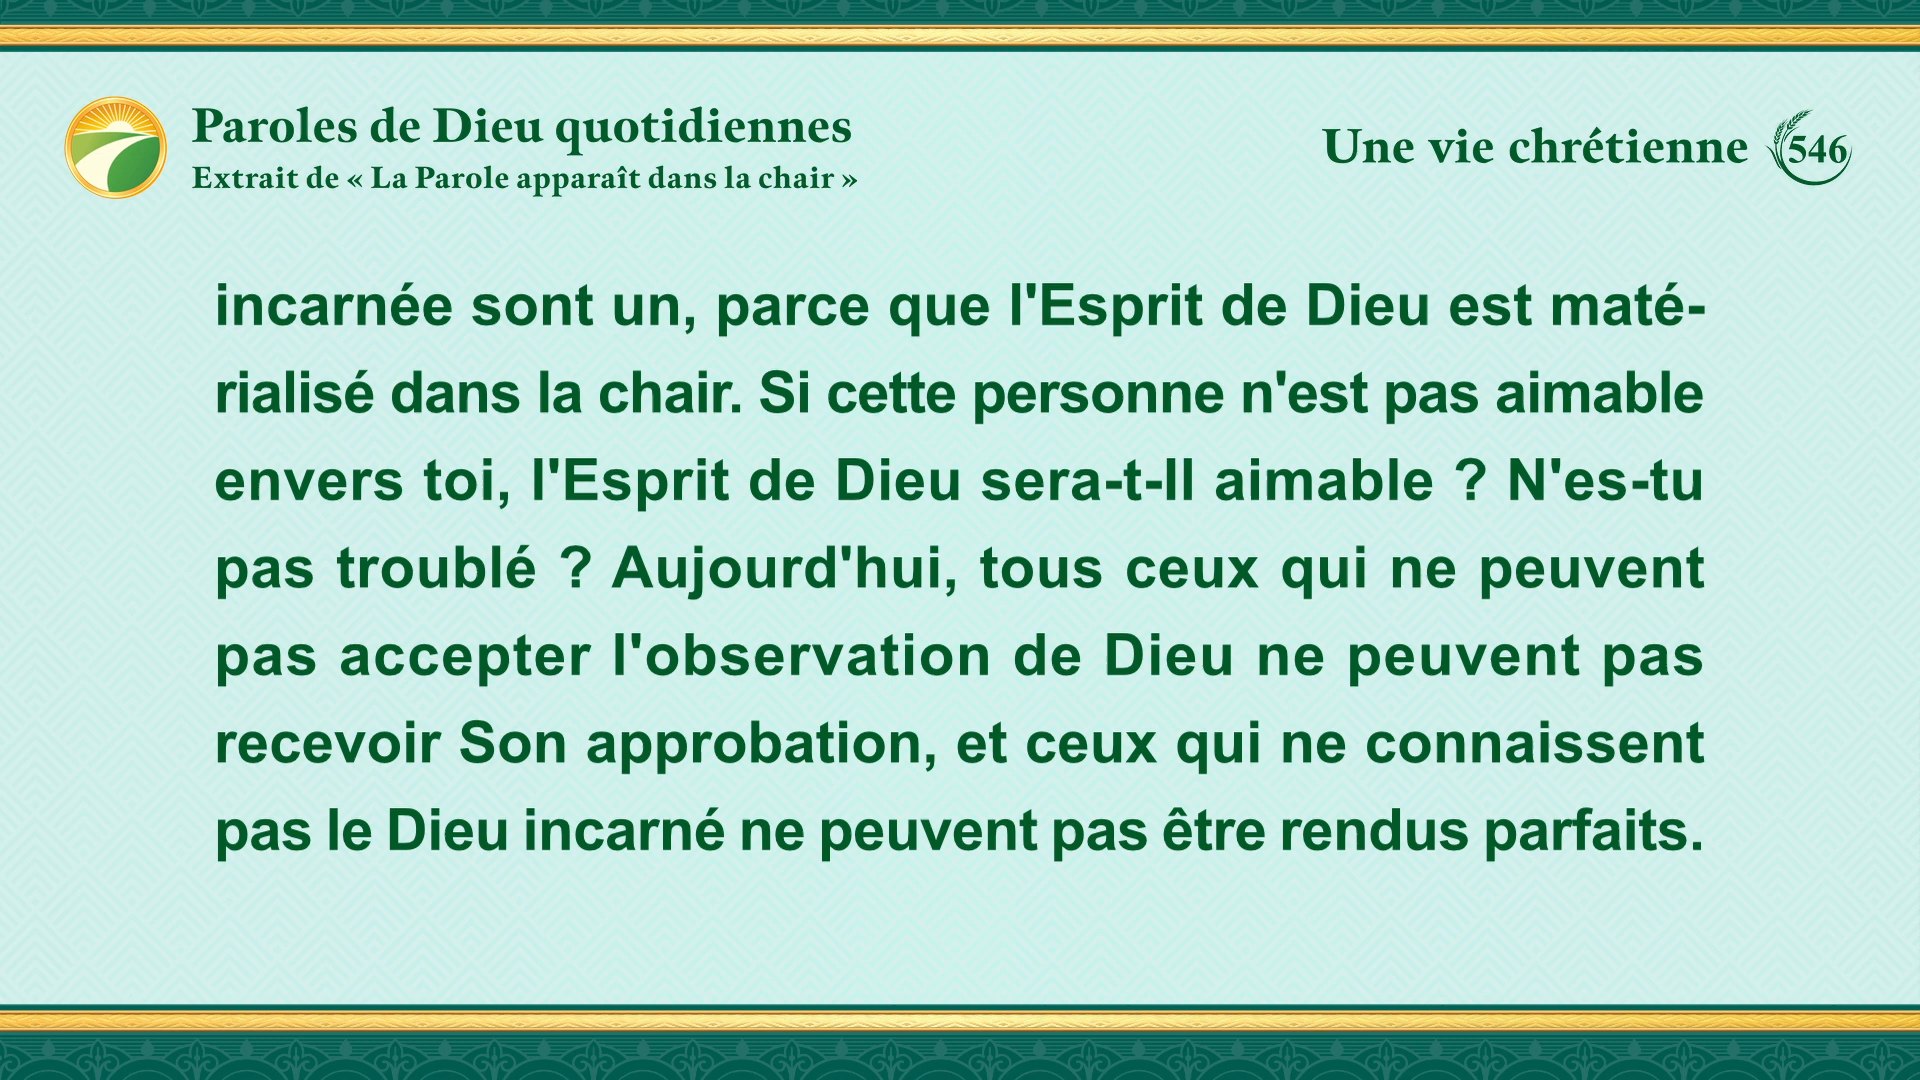 Paroles de Dieu quotidiennes
Extrait de « La Parole apparaît dans la chair »
Une vie chrétienne 546
incarnée sont un, parce que l'Esprit de Dieu est maté-
rialisé dans la chair. Si cette personne n'est pas aimable
envers toi, l'Esprit de Dieu sera-t-Il aimable ? N'es-tu
pas troublé ? Aujourd'hui, tous ceux qui ne peuvent
pas accepter l'observation de Dieu ne peuvent pas
recevoir Son approbation, et ceux qui ne connaissent
pas le Dieu incarné ne peuvent pas être rendus parfaits.